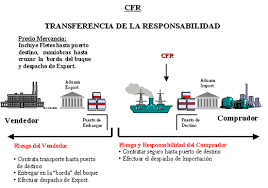 CFR
TRANSFERENCIA DE LA RESPONSABILIDAD
Precio Mercancia:
Incluye Fletes hasta puerto
destino, maniobras hasta
cruzar la borda del buque
y despacho de Export.
CFR
Aduana
Export.
Aduana
Import.
Vendedor
Puerto de
Embarque
Puerto de
Destino
Comprador
Riesgo del Vendedor
• Contrata transporte hasta puerto
de destino
• Entregar en la "borda" del buque
• Efectuar despacho de Export.
Riesgo y Responsabilidad del Comprador
• Contratar seguro hasta puerto de destino
• Efectuar el despacho de Importación